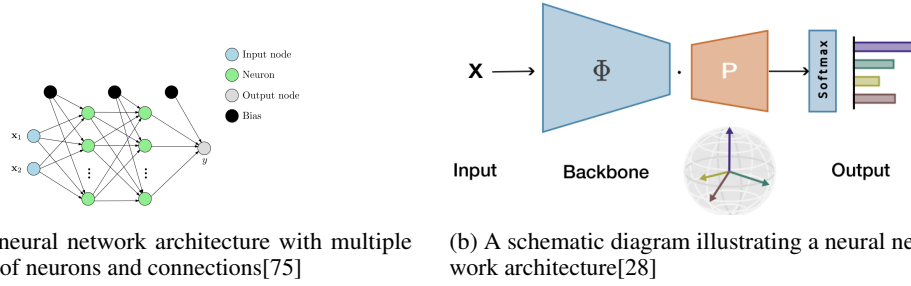 Input node
Neuron
Output node
Bias
x₁
x₂
⋮
⋮
y
neural network architecture with multiple
of neurons and connections[75]
X
Φ
·
P
Softmax
Input
Backbone
Output
(b) A schematic diagram illustrating a neural net
work architecture[28]